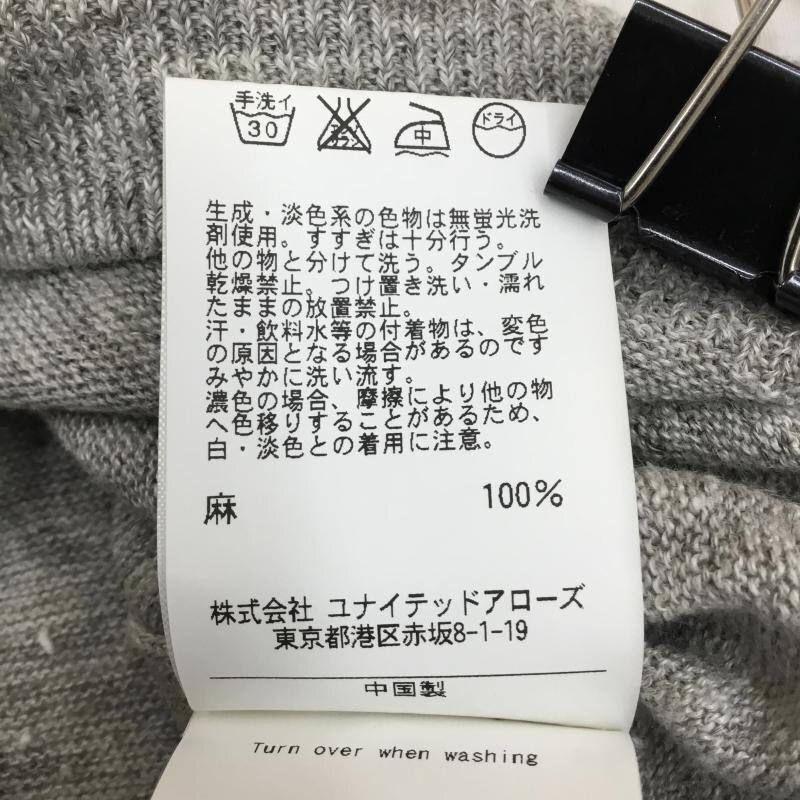 手洗イ
30
エンソ
サラシ
中
ドライ
生成・淡色系の色物は無蛍光洗
剤使用。すすぎは十分行う。
他の物と分けて洗う。タンブル
乾燥禁止。つけ置き洗い・濡れ
たままの放置禁止。
汗・飲料水等の付着物は、変色
の原因となる場合があるのです
みやかに洗い流す。
濃色の場合、摩擦により他の物
へ色移りすることがあるため、
白・淡色との着用に注意。
麻 100%
株式会社 ユナイテッドアローズ
東京都港区赤坂8-1-19
中国製
Turn over when washing